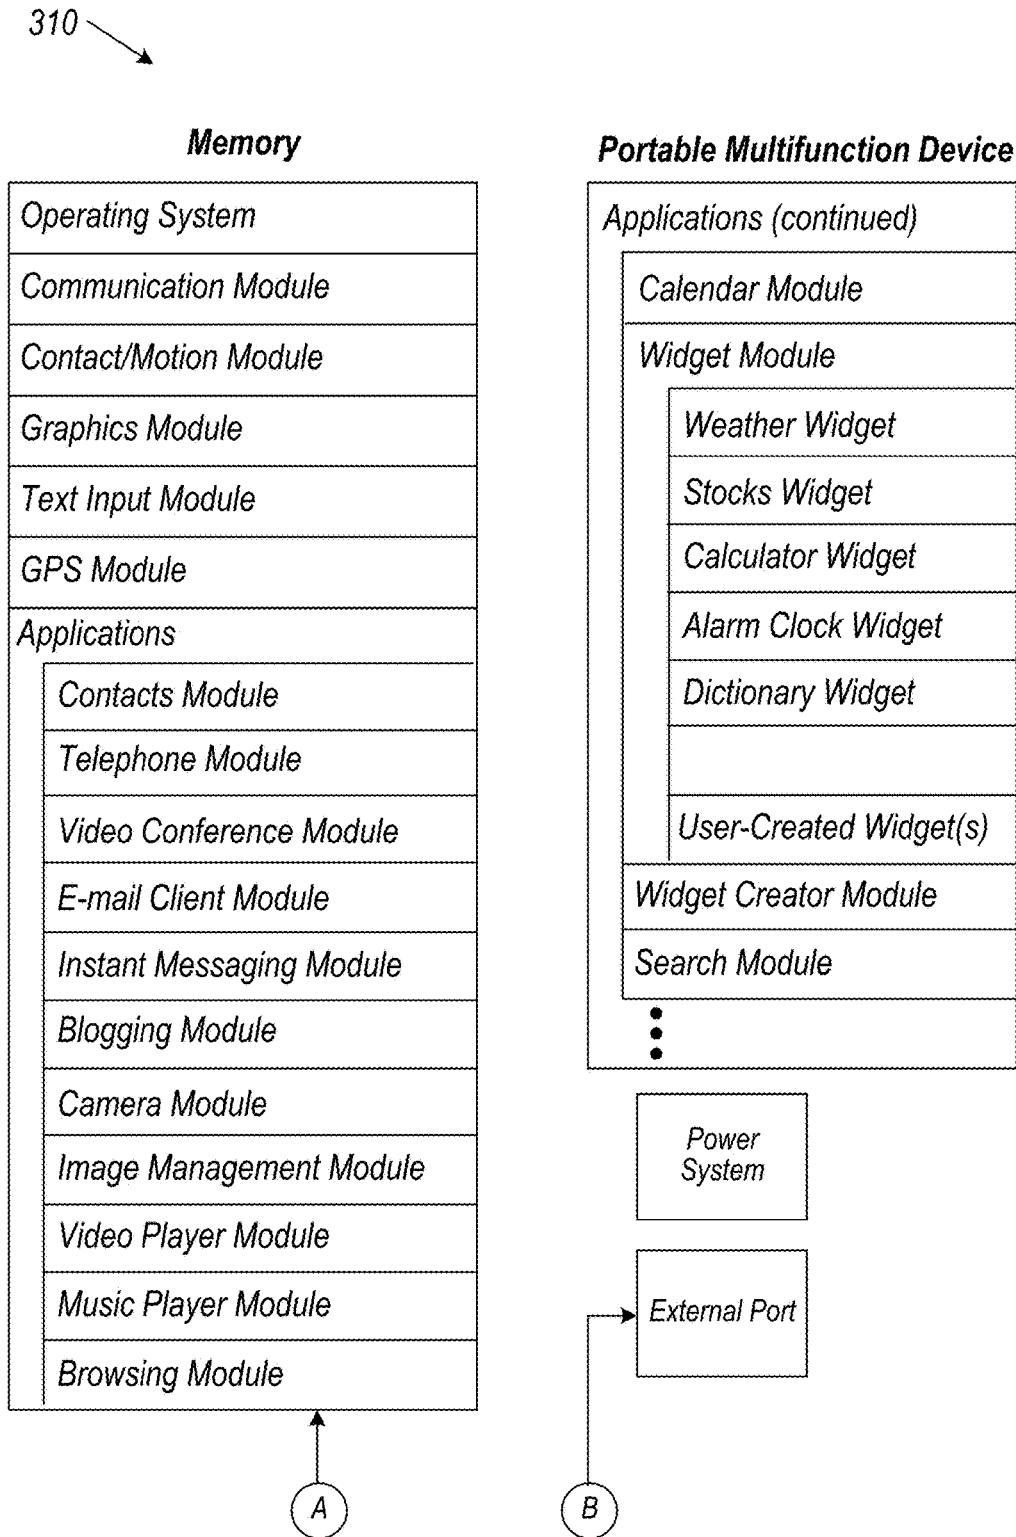 310
Memory
Operating System
Communication Module
Contact/Motion Module
Graphics Module
Text Input Module
GPS Module
Applications
Contacts Module
Telephone Module
Video Conference Module
E-mail Client Module
Instant Messaging Module
Blogging Module
Camera Module
Image Management Module
Video Player Module
Music Player Module
Browsing Module
A
Portable Multifunction Device
Applications (continued)
Calendar Module
Widget Module
Weather Widget
Stocks Widget
Calculator Widget
Alarm Clock Widget
Dictionary Widget
User-Created Widget(s)
Widget Creator Module
Search Module
Power
System
External Port
B